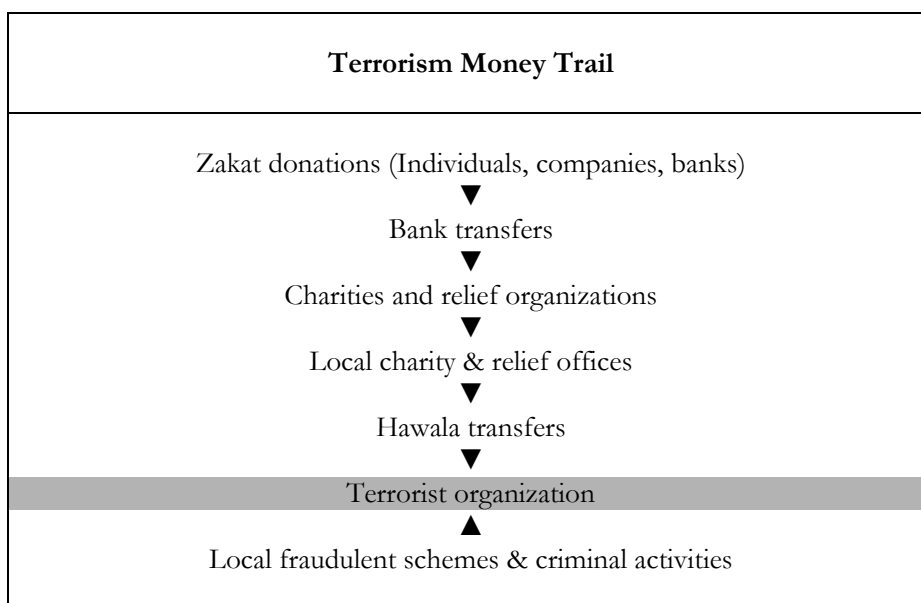 Terrorism Money Trail
Zakat donations (Individuals, companies, banks)
▼
Bank transfers
▼
Charities and relief organizations
▼
Local charity & relief offices
▼
Hawala transfers
▼
Terrorist organization
▲
Local fraudulent schemes & criminal activities